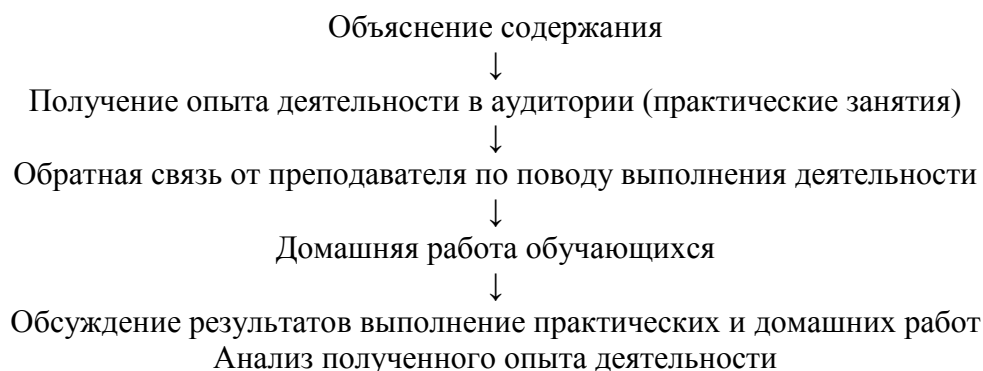 Объяснение содержания
↓
Получение опыта деятельности в аудитории (практические занятия)
↓
Обратная связь от преподавателя по поводу выполнения деятельности
↓
Домашняя работа обучающихся
↓
Обсуждение результатов выполнение практических и домашних работ
Анализ полученного опыта деятельности